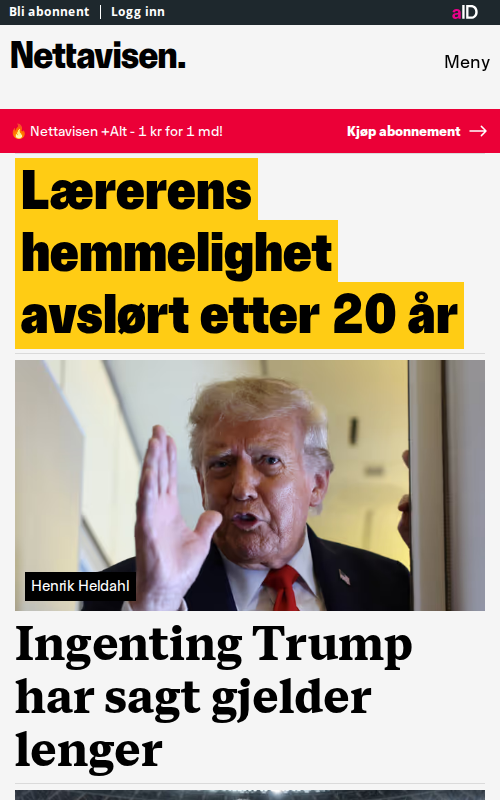 Bli abonnent | Logg inn
aID
Nettavisen.
Meny
🔥 Nettavisen +Alt - 1 kr for 1 md!
Kjøp abonnement →
Lærerens
hemmelighet
avslørt etter 20 år
Henrik Heldahl
Ingenting Trump
har sagt gjelder
lenger